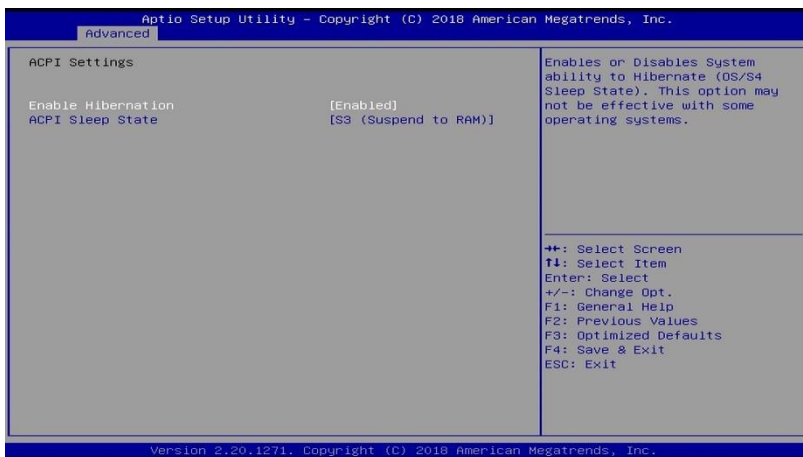 Aptio Setup Utility – Copyright (C) 2018 American Megatrends, Inc.
Advanced
ACPI Settings
Enable Hibernation [Enabled]
ACPI Sleep State [S3 (Suspend to RAM)]
Enables or Disables System
ability to Hibernate (OS/S4
Sleep State). This option may
not be effective with some
operating systems.
→←: Select Screen
↑↓: Select Item
Enter: Select
+/-: Change Opt.
F1: General Help
F2: Previous Values
F3: Optimized Defaults
F4: Save & Exit
ESC: Exit
Version 2.20.1271. Copyright (C) 2018 American Megatrends, Inc.